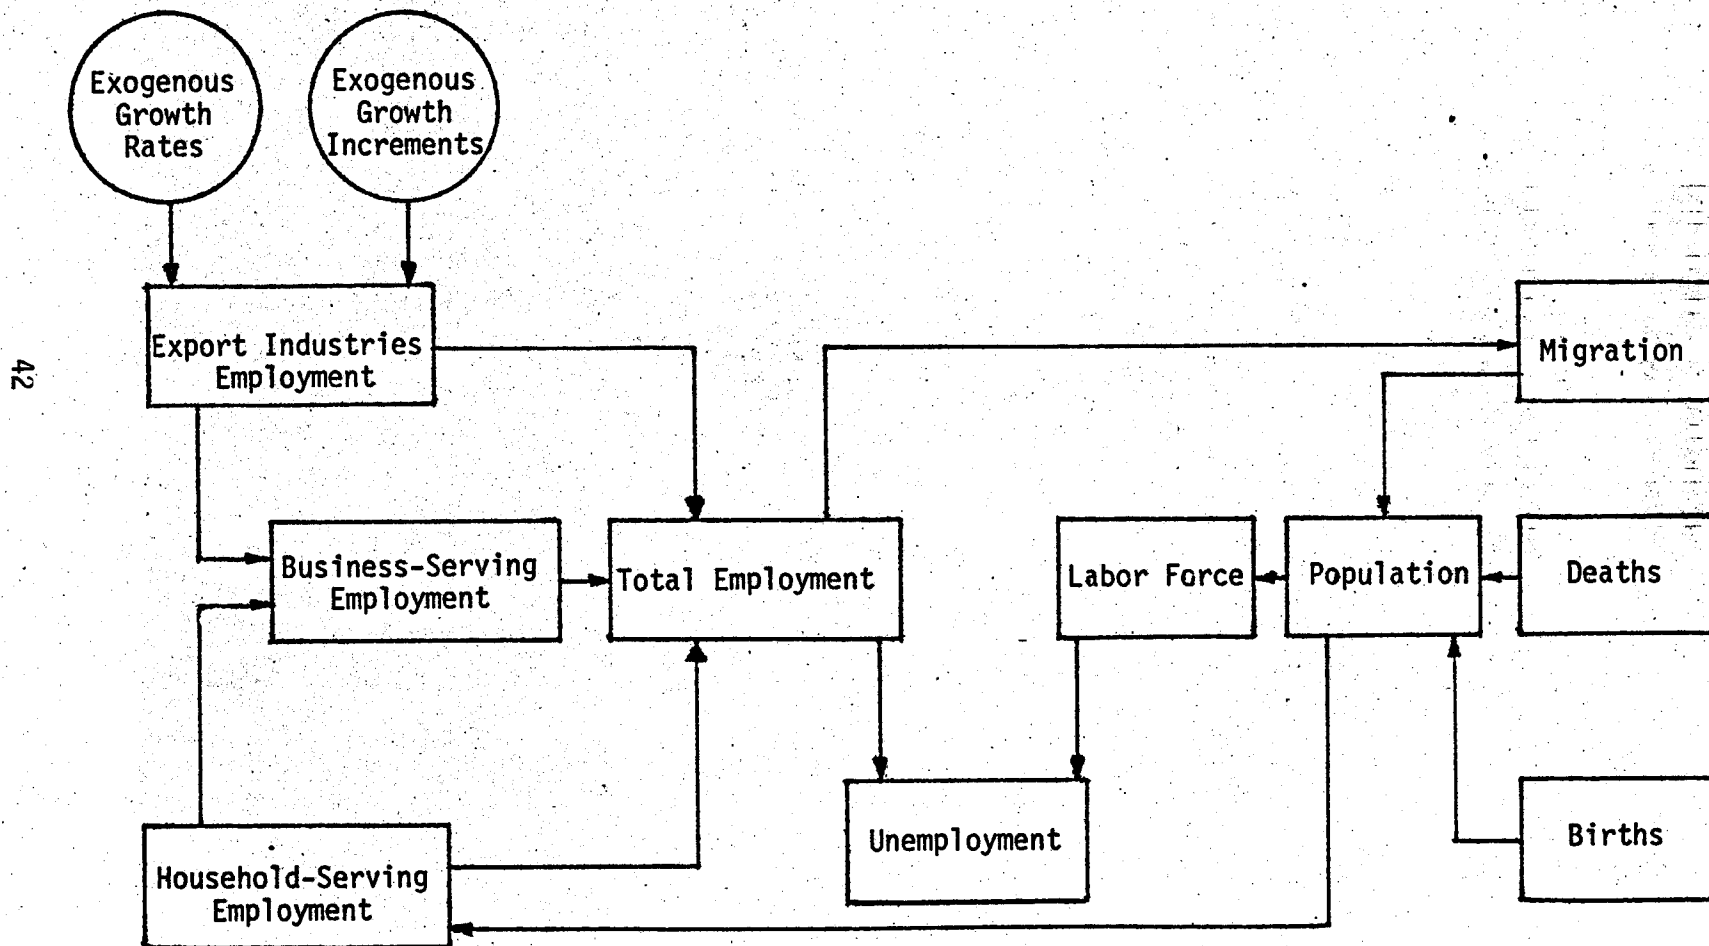 Exogenous
Growth
Rates
Exogenous
Growth
Increments
Export Industries
Employment
Migration
42
Business-Serving
Employment
Total Employment
Labor Force
Population
Deaths
Unemployment
Births
Household-Serving
Employment